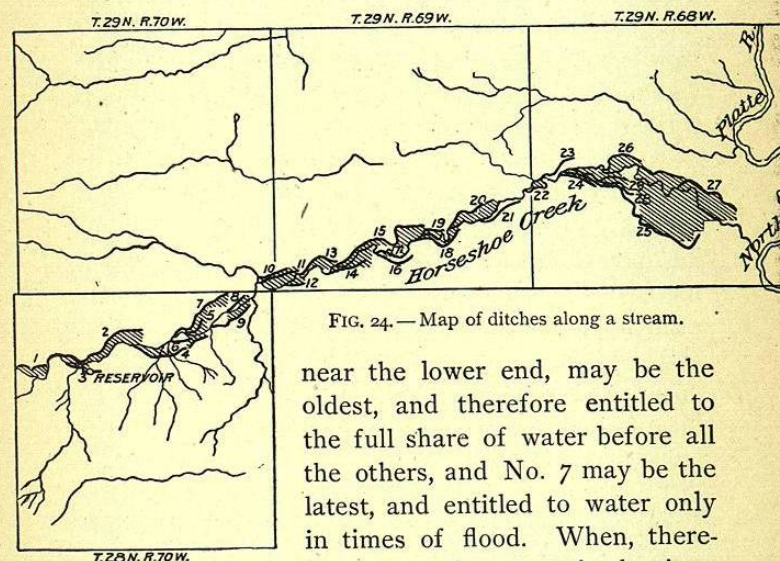 T.29N. R.70W.
T.29N. R.69W.
T.29N. R.68W.
Platte
R.
North
Horseshoe Creek
1
2
3
RESERVOIR
4
5
6
7
8
9
10
11
12
13
14
15
16
17
18
19
20
21
22
23
24
25
26
27
28
29
T.28N. R.70W.
FIG. 24.—Map of ditches along a stream.
near the lower end, may be the
oldest, and therefore entitled to
the full share of water before all
the others, and No. 7 may be the
latest, and entitled to water only
in times of flood. When, there-